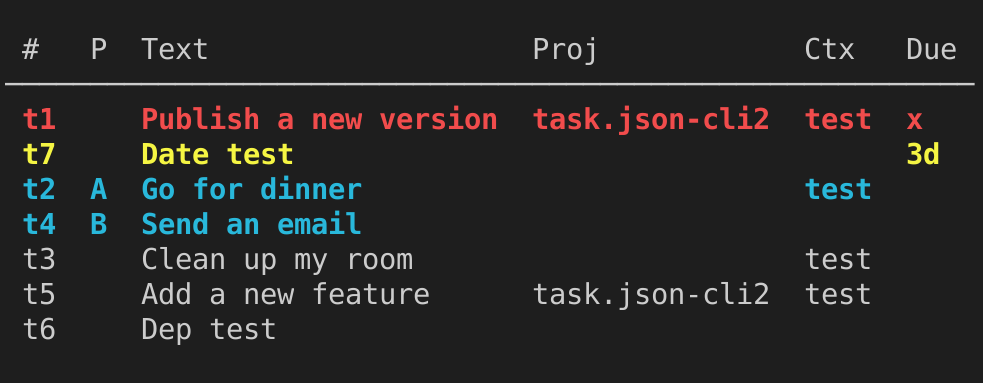 # P Text Proj Ctx Due
t1 Publish a new version task.json-cli2 test x
t7 Date test 3d
t2 A Go for dinner test
t4 B Send an email
t3 Clean up my room test
t5 Add a new feature task.json-cli2 test
t6 Dep test